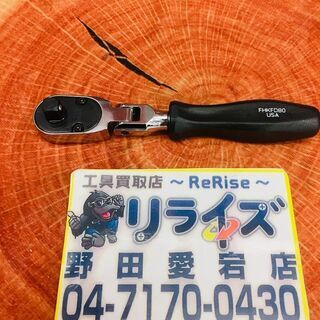 FHKFD80
USA
工具買取店 ～ReRise～
リライズ
野田愛宕店
04-7170-0430